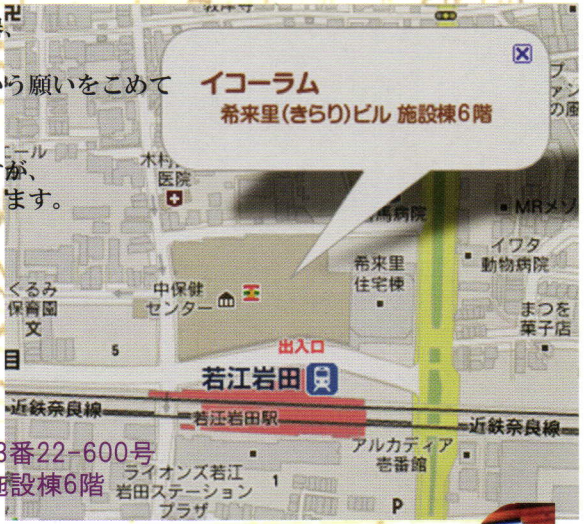 う願いをこめて
が、
ます。
イコーラム
希来里(きらり)ビル 施設棟6階
医院
馬病院
MRメゾ
イワタ
動物病院
希来里
住宅棟
くるみ
保育園
文
中保健
センター
まつを
菓子店
目
5
出入口
若江岩田
近鉄奈良線
若江岩田駅
近鉄奈良線
アルカディア
壱番館
番22-600号
設棟6階
ライオンズ若江
岩田ステーション
プラザ
1
P